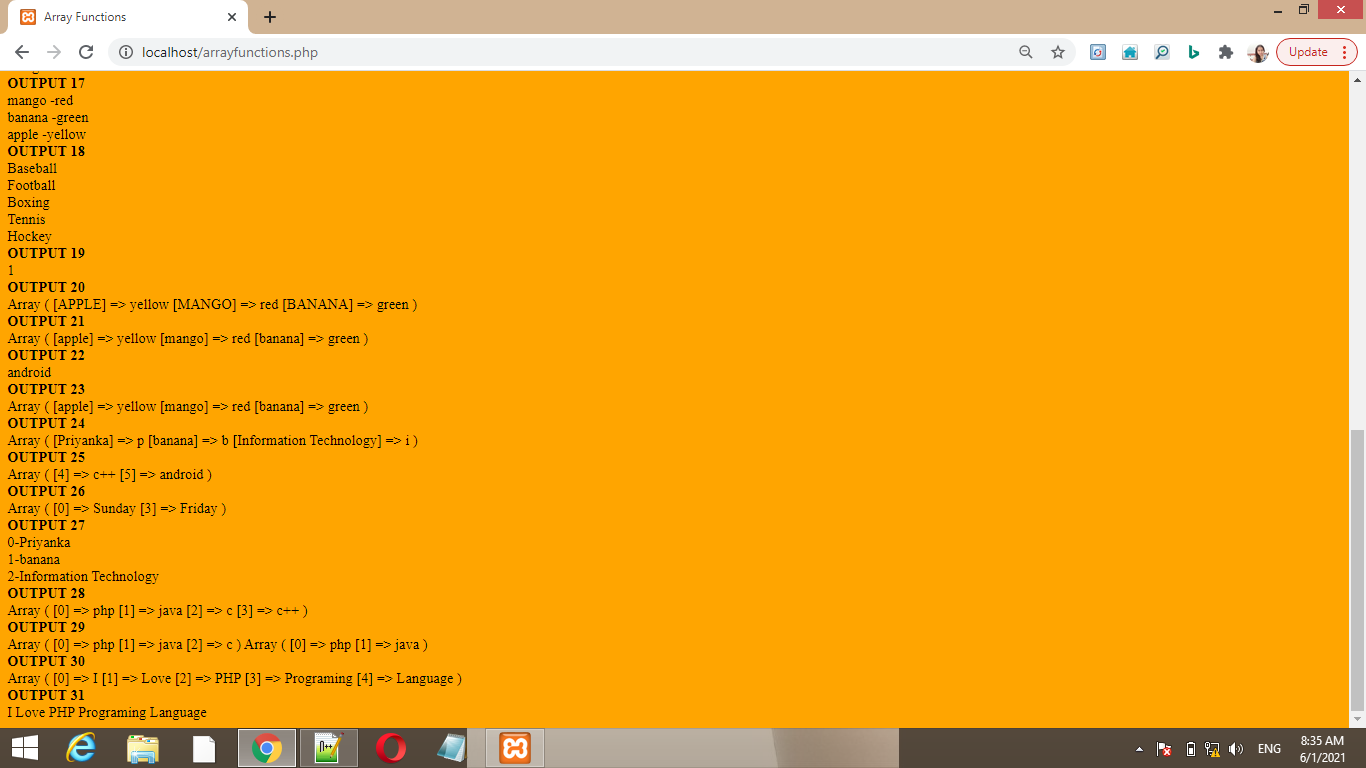 Array Functions
localhost/arrayfunctions.php
Update
OUTPUT 17
mango -red
banana -green
apple -yellow
OUTPUT 18
Baseball
Football
Boxing
Tennis
Hockey
OUTPUT 19
1
OUTPUT 20
Array ( [APPLE] => yellow [MANGO] => red [BANANA] => green )
OUTPUT 21
Array ( [apple] => yellow [mango] => red [banana] => green )
OUTPUT 22
android
OUTPUT 23
Array ( [apple] => yellow [mango] => red [banana] => green )
OUTPUT 24
Array ( [Priyanka] => p [banana] => b [Information Technology] => i )
OUTPUT 25
Array ( [4] => c++ [5] => android )
OUTPUT 26
Array ( [0] => Sunday [3] => Friday )
OUTPUT 27
0-Priyanka
1-banana
2-Information Technology
OUTPUT 28
Array ( [0] => php [1] => java [2] => c [3] => c++ )
OUTPUT 29
Array ( [0] => php [1] => java [2] => c ) Array ( [0] => php [1] => java )
OUTPUT 30
Array ( [0] => I [1] => Love [2] => PHP [3] => Programing [4] => Language )
OUTPUT 31
I Love PHP Programing Language
ENG
8:35 AM
6/1/2021